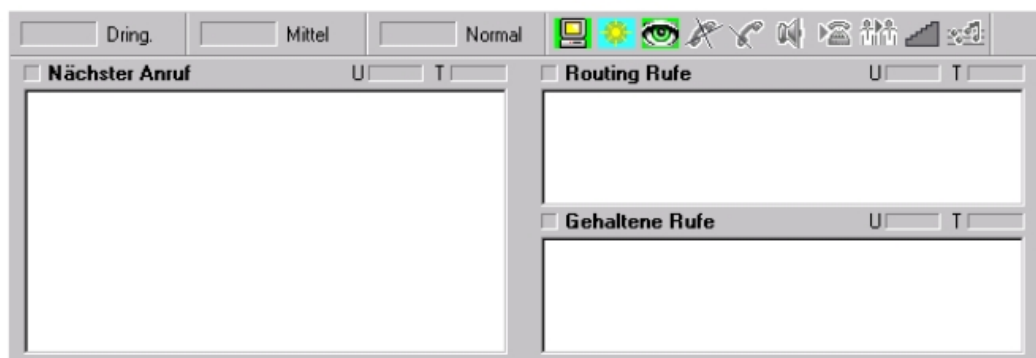 Dring. Mittel Normal
Nächster Anruf U T
Routing Rufe U T
Gehaltene Rufe U T